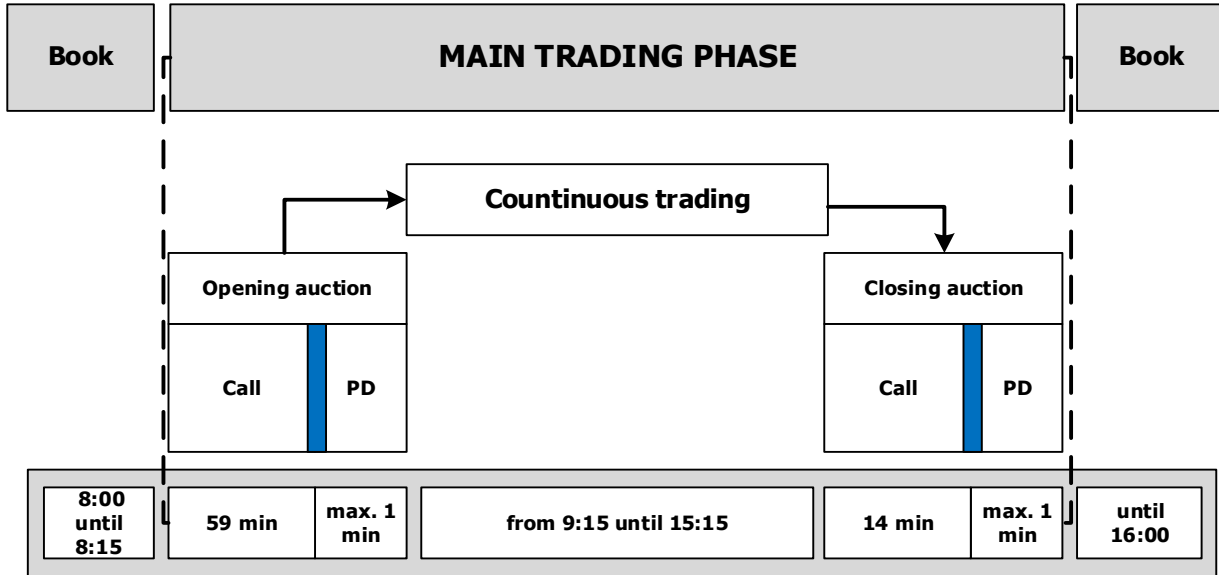 Book
MAIN TRADING PHASE
Book
Countinuous trading
Opening auction
Closing auction
Call
PD
Call
PD
8:00
until
8:15
59 min
max. 1
min
from 9:15 until 15:15
14 min
max. 1
min
until
16:00